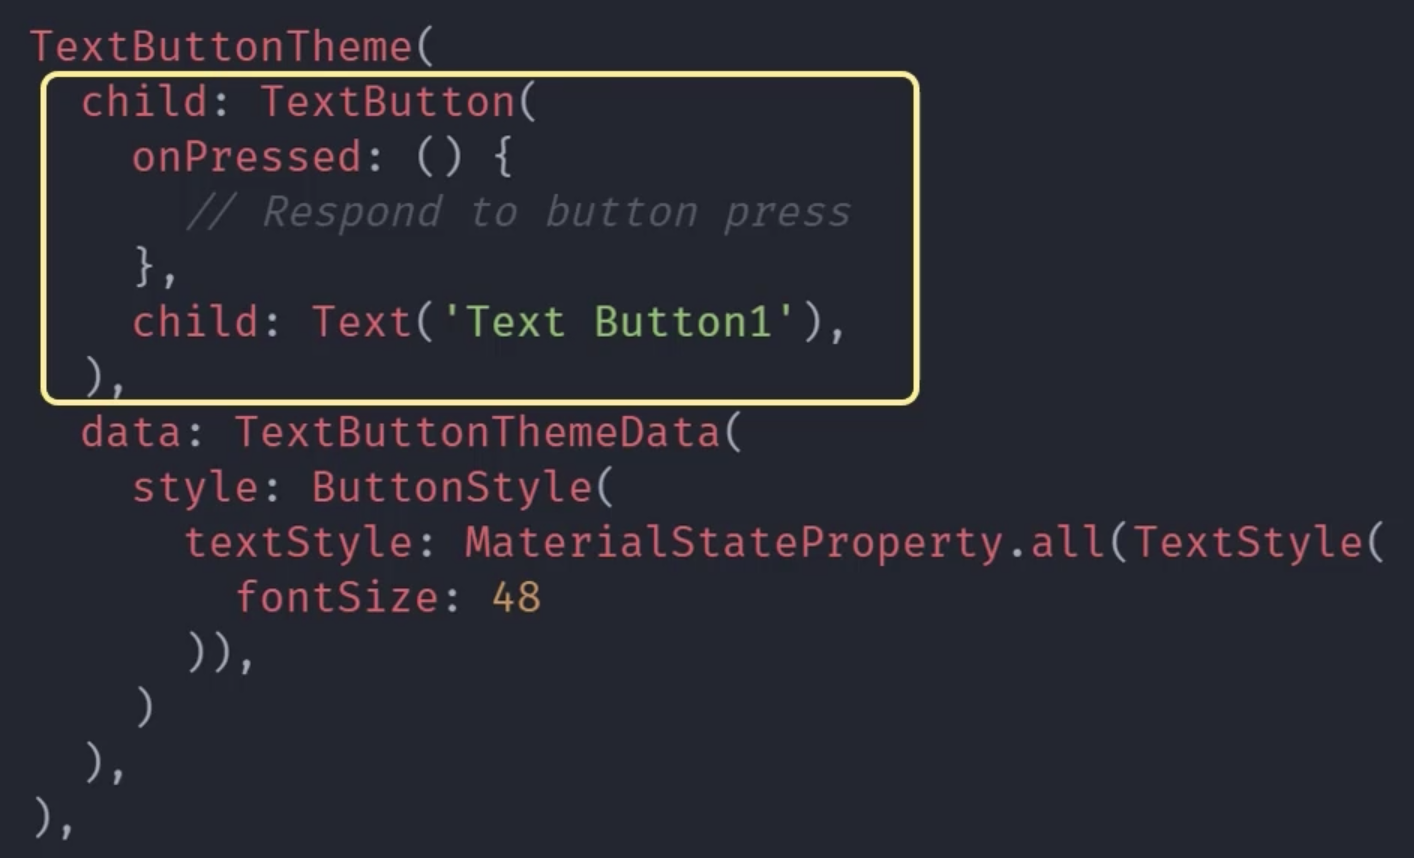 TextButtonTheme(
child: TextButton(
onPressed: () {
// Respond to button press
},
child: Text('Text Button1'),
),
data: TextButtonThemeData(
style: ButtonStyle(
textStyle: MaterialStateProperty.all(TextStyle(
fontSize: 48
)),
)
),
),